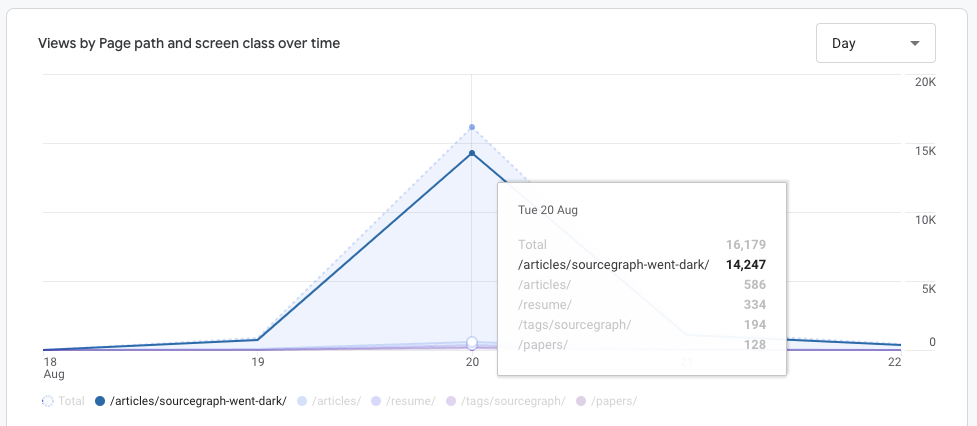 Views by Page path and screen class over time
Day
20K
15K
10K
5K
0
Tue 20 Aug
Total 16,179
/articles/sourcegraph-went-dark/ 14,247
/articles/ 586
/resume/ 334
/tags/sourcegraph/ 194
/papers/ 128
18 19 20 21 22
Aug
Total /articles/sourcegraph-went-dark/ /articles/ /resume/ /tags/sourcegraph/ /papers/